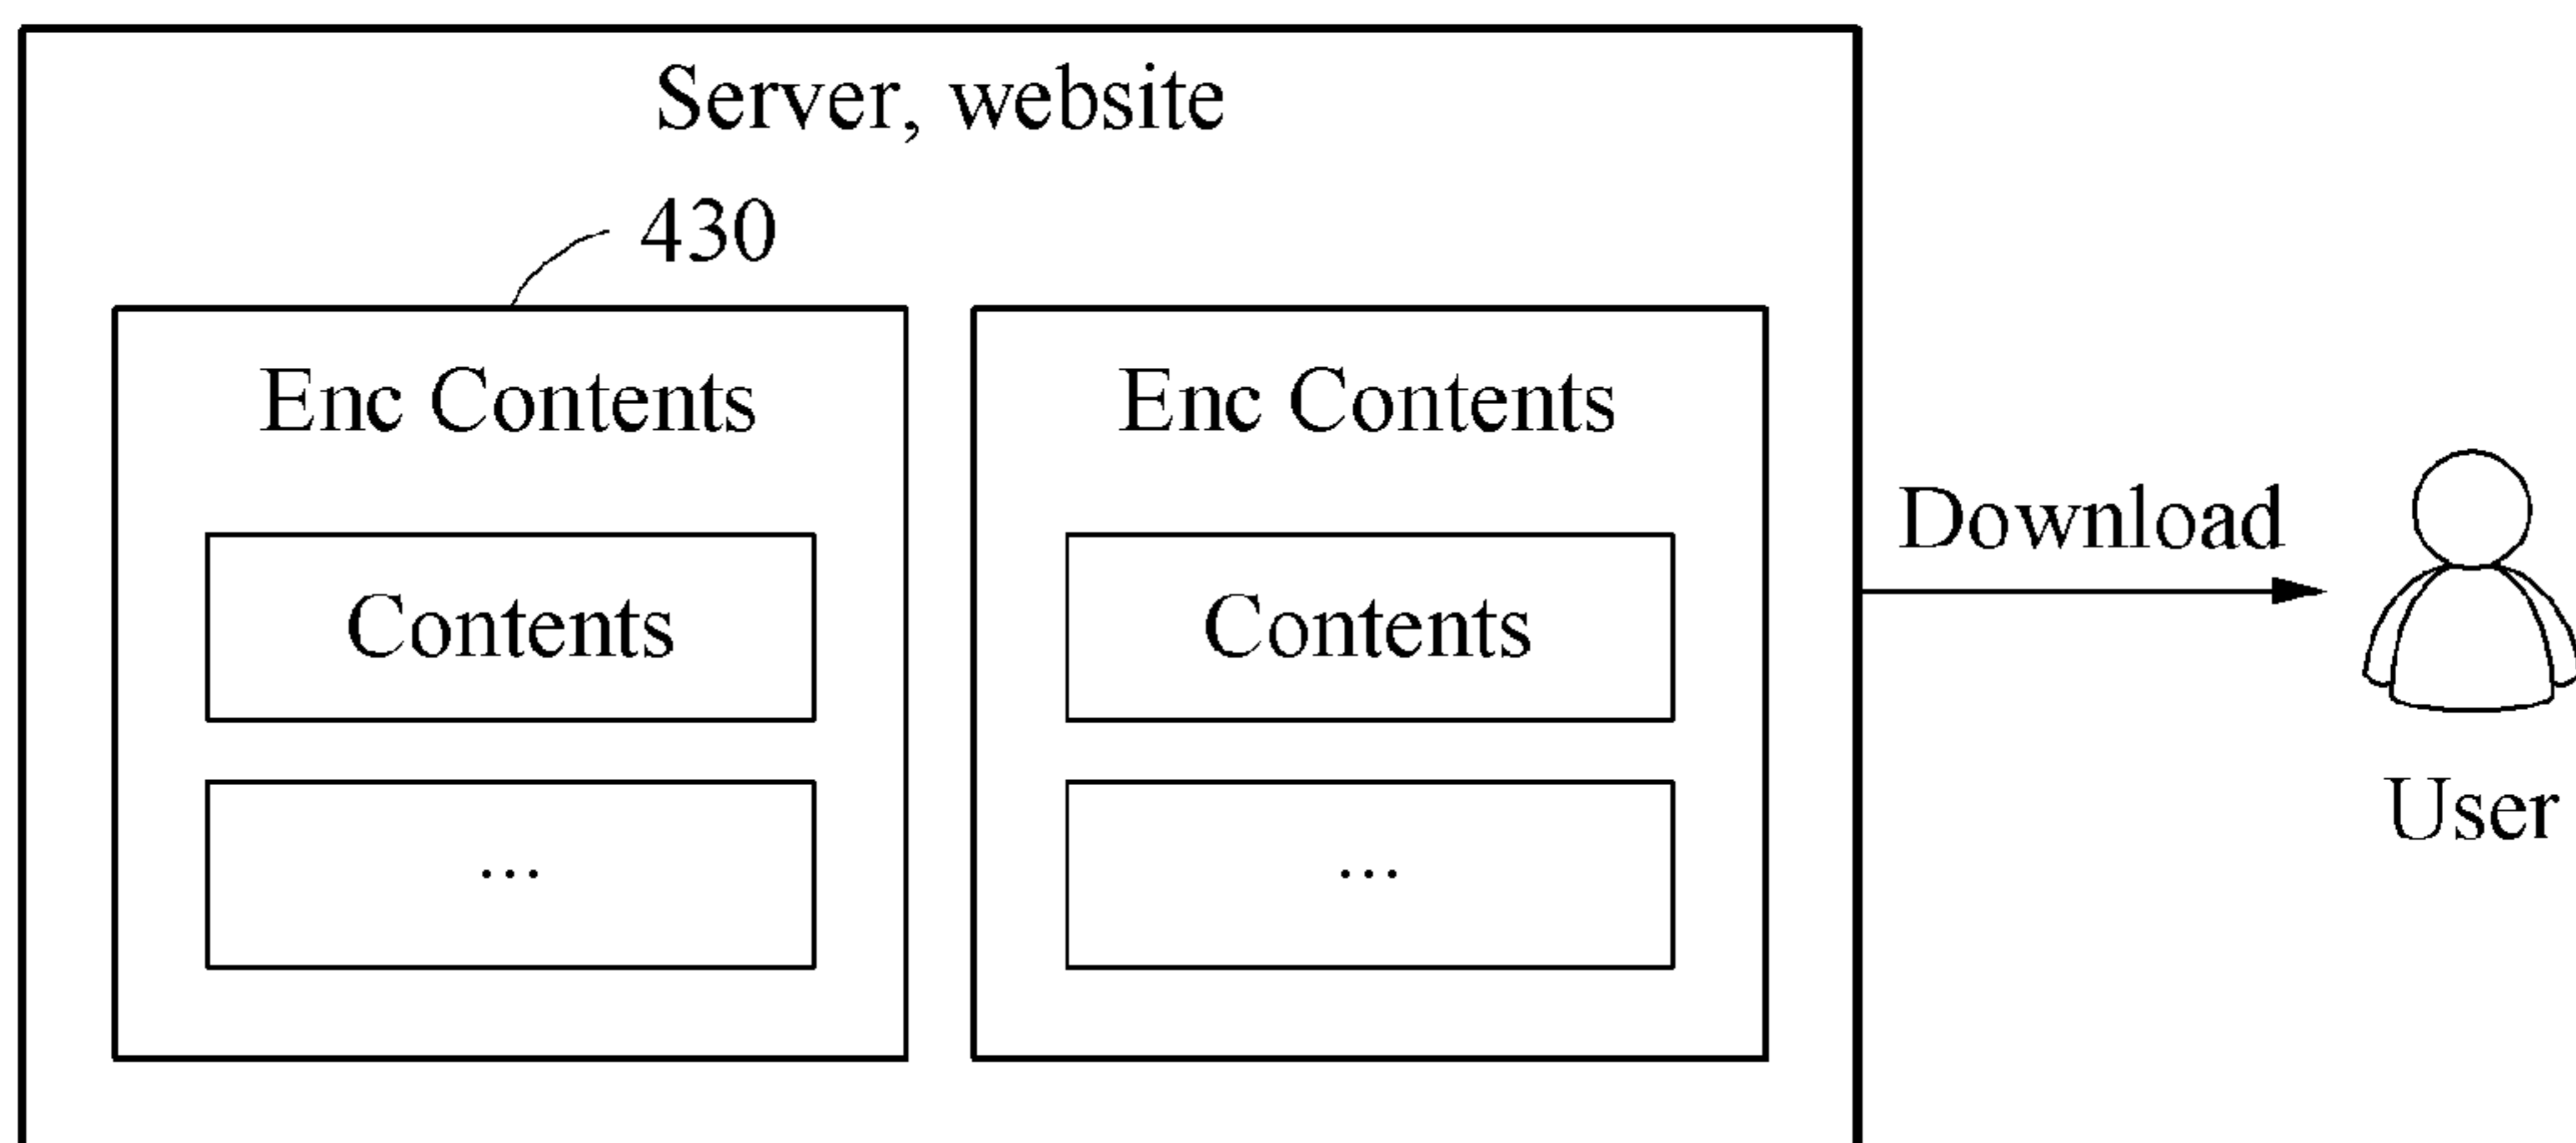 Server, website
430
Enc Contents
Contents
...
Enc Contents
Contents
...
Download
User